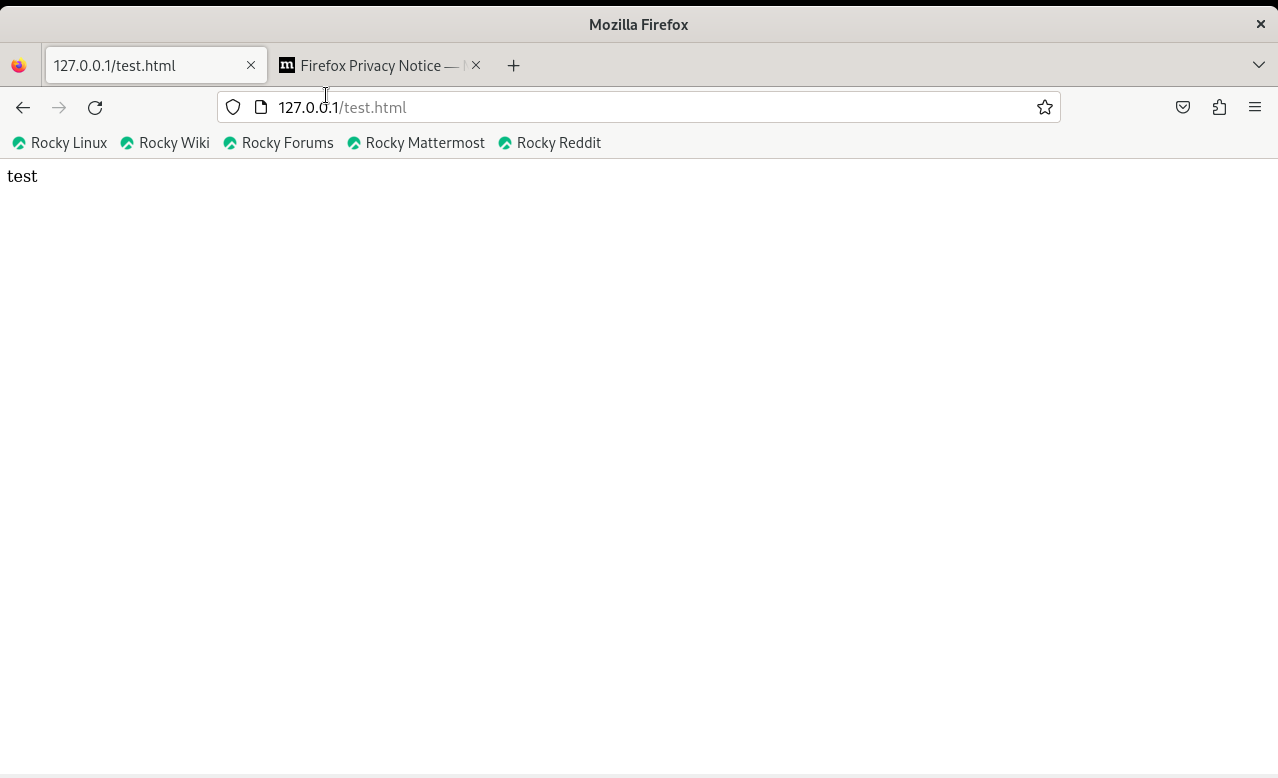 Mozilla Firefox
127.0.0.1/test.html
Firefox Privacy Notice —
127.0.0.1/test.html
Rocky Linux Rocky Wiki Rocky Forums Rocky Mattermost Rocky Reddit
test